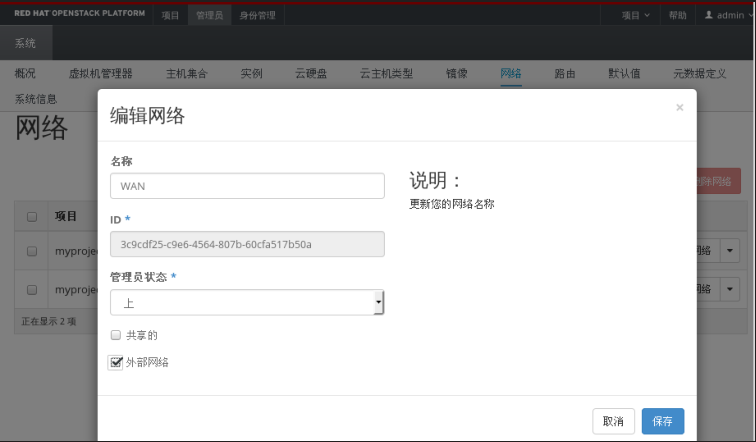 RED HAT OPENSTACK PLATFORM 项目 管理员 身份管理 项目 帮助 admin
系统
概况 虚拟机管理器 主机集合 实例 云硬盘 云主机类型 镜像 网络 路由 默认值 元数据定义
系统信息
网络
编辑网络 ×
名称
WAN
说明：
更新您的网络名称
删除网络
项目
ID *
3c9cdf25-c9e6-4564-807b-60cfa517b50a
myproje
网络
管理员状态 *
上
myproje
网络
正在显示 2 项
共享的
外部网络
取消 保存